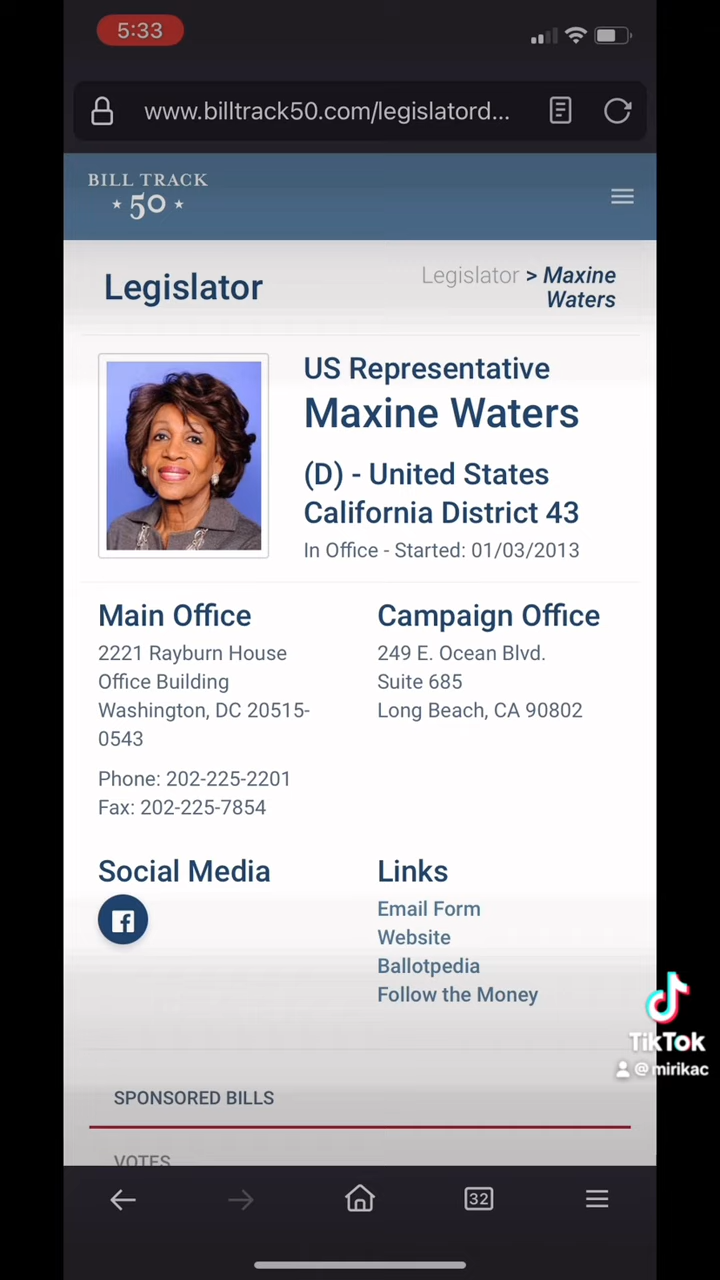 5:33
www.billtrack50.com/legislatord...
BILL TRACK
50
Legislator
Legislator > Maxine
Waters
US Representative
Maxine Waters
(D) - United States
California District 43
In Office - Started: 01/03/2013
Main Office
2221 Rayburn House
Office Building
Washington, DC 20515-
0543
Phone: 202-225-2201
Fax: 202-225-7854
Campaign Office
249 E. Ocean Blvd.
Suite 685
Long Beach, CA 90802
Social Media
Links
Email Form
Website
Ballotpedia
Follow the Money
TikTok
@mirikac
SPONSORED BILLS
VOTES
32